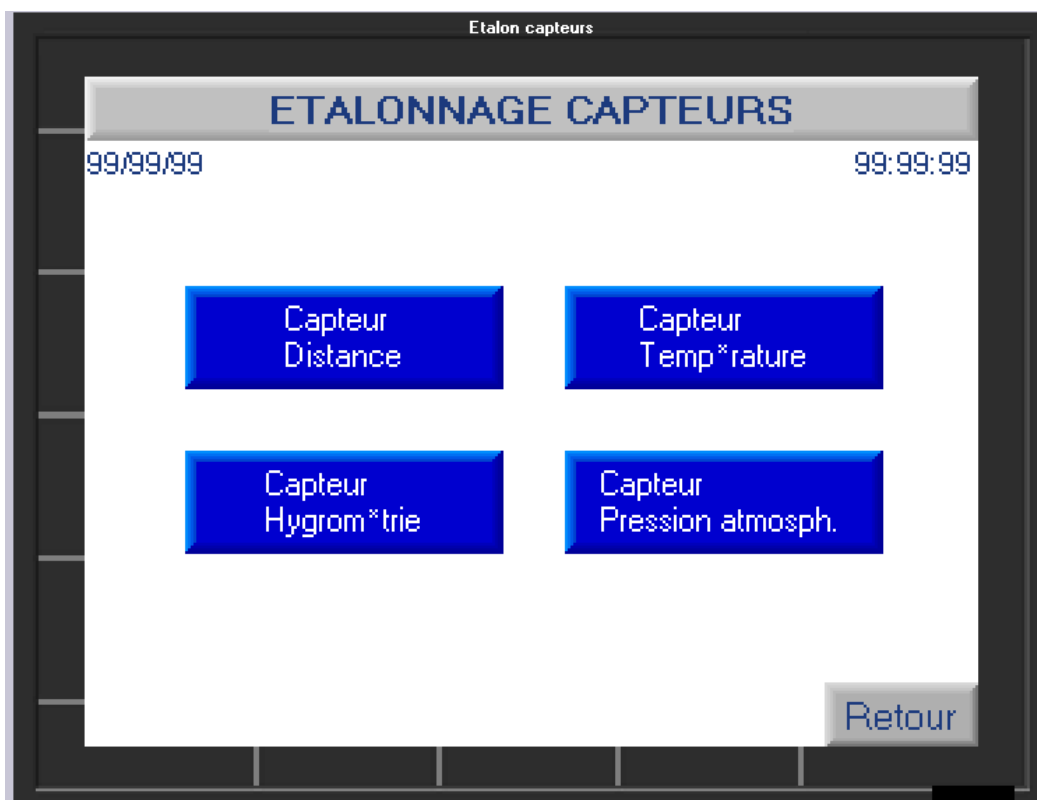 Etalon capteurs
ETALONNAGE CAPTEURS
99/99/99 99:99:99
Capteur
Distance
Capteur
Temp*rature
Capteur
Hygrom*trie
Capteur
Pression atmosph.
Retour